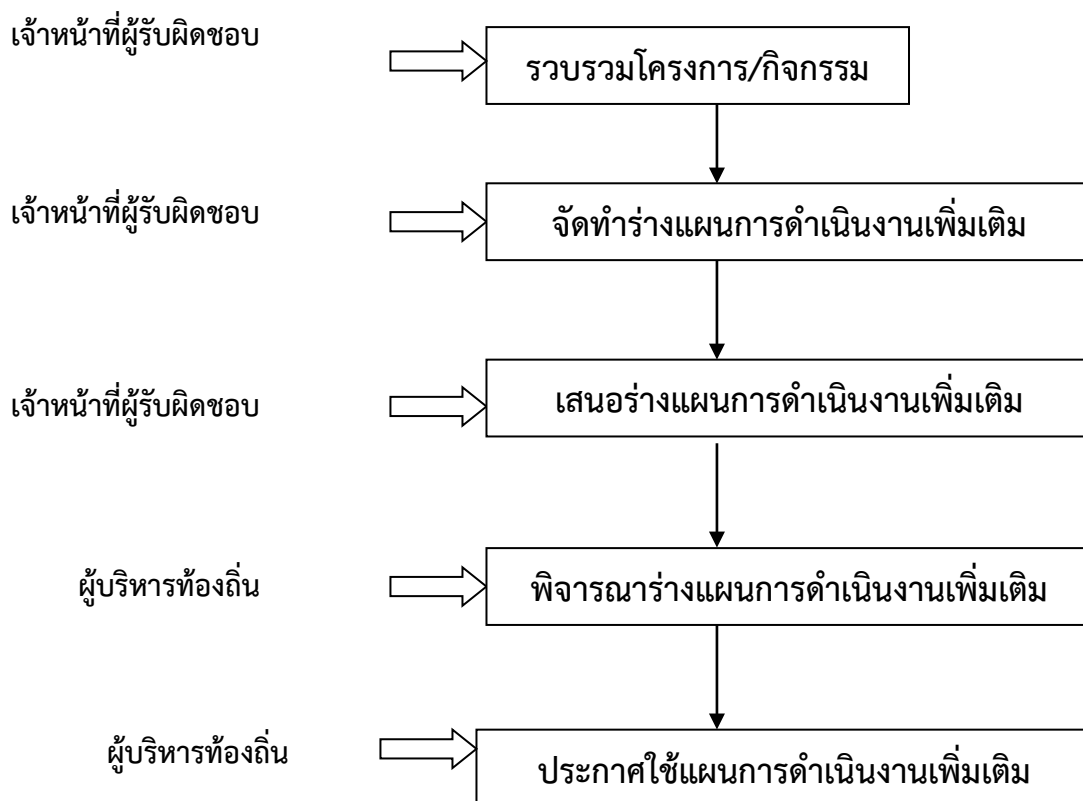 เจ้าหน้าที่ผู้รับผิดชอบ
รวบรวมโครงการ/กิจกรรม
เจ้าหน้าที่ผู้รับผิดชอบ
จัดทำร่างแผนการดำเนินงานเพิ่มเติม
เจ้าหน้าที่ผู้รับผิดชอบ
เสนอร่างแผนการดำเนินงานเพิ่มเติม
ผู้บริหารท้องถิ่น
พิจารณาร่างแผนการดำเนินงานเพิ่มเติม
ผู้บริหารท้องถิ่น
ประกาศใช้แผนการดำเนินงานเพิ่มเติม